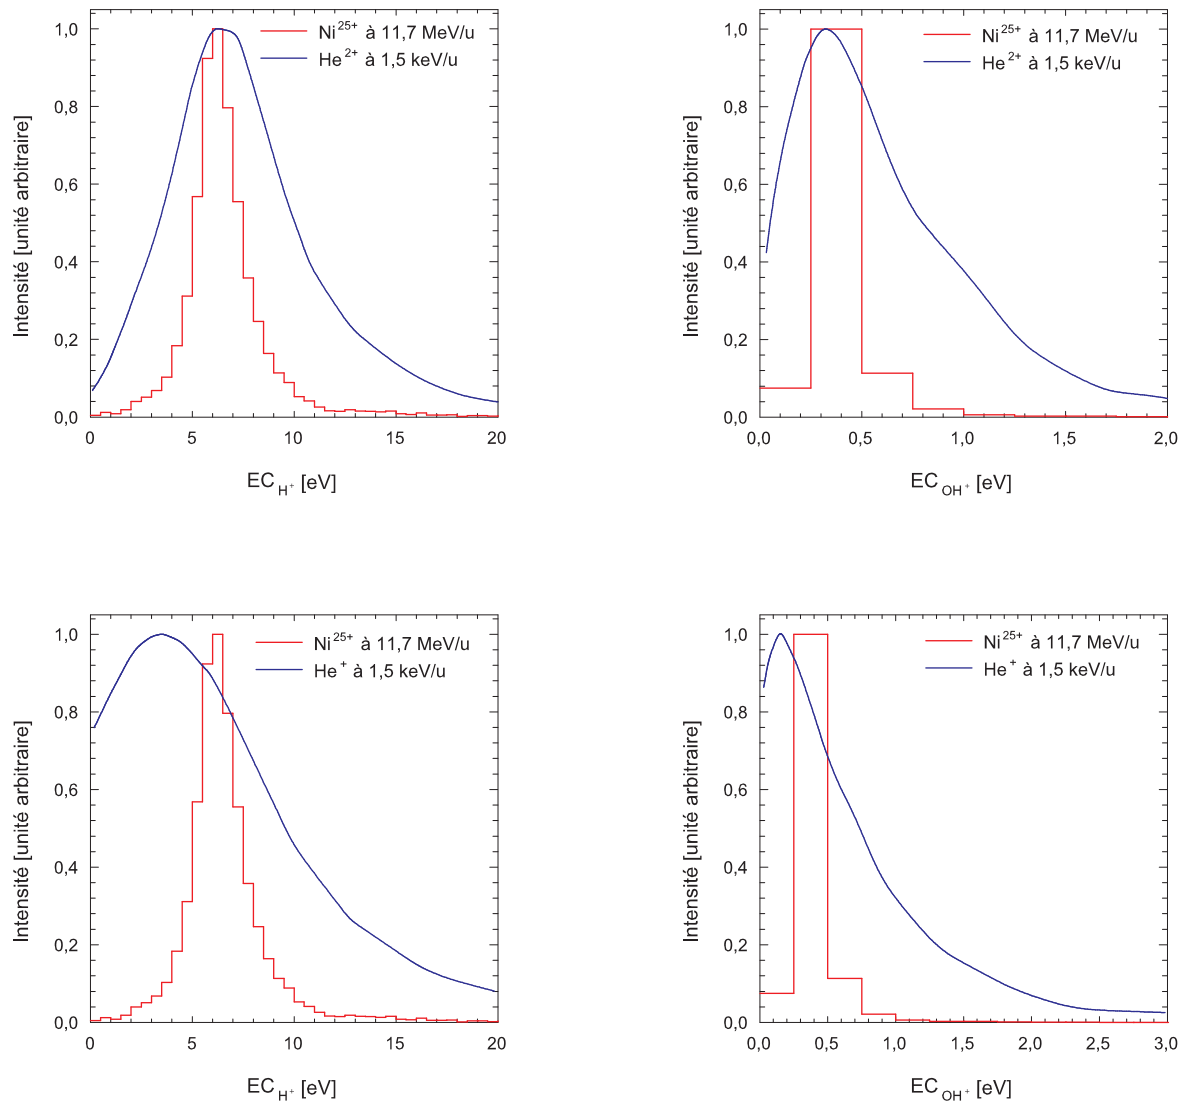 Ni25+ à 11,7 MeV/u
He2+ à 1,5 keV/u
Intensité [unité arbitraire]
1,0
0,8
0,6
0,4
0,2
0,0
0 5 10 15 20
EC H+ [eV]
Ni25+ à 11,7 MeV/u
He2+ à 1,5 keV/u
Intensité [unité arbitraire]
1,0
0,8
0,6
0,4
0,2
0,0
0,0 0,5 1,0 1,5 2,0
EC OH+ [eV]
Ni25+ à 11,7 MeV/u
He+ à 1,5 keV/u
Intensité [unité arbitraire]
1,0
0,8
0,6
0,4
0,2
0,0
0 5 10 15 20
EC H+ [eV]
Ni25+ à 11,7 MeV/u
He+ à 1,5 keV/u
Intensité [unité arbitraire]
1,0
0,8
0,6
0,4
0,2
0,0
0,0 0,5 1,0 1,5 2,0 3,0
EC OH+ [eV]